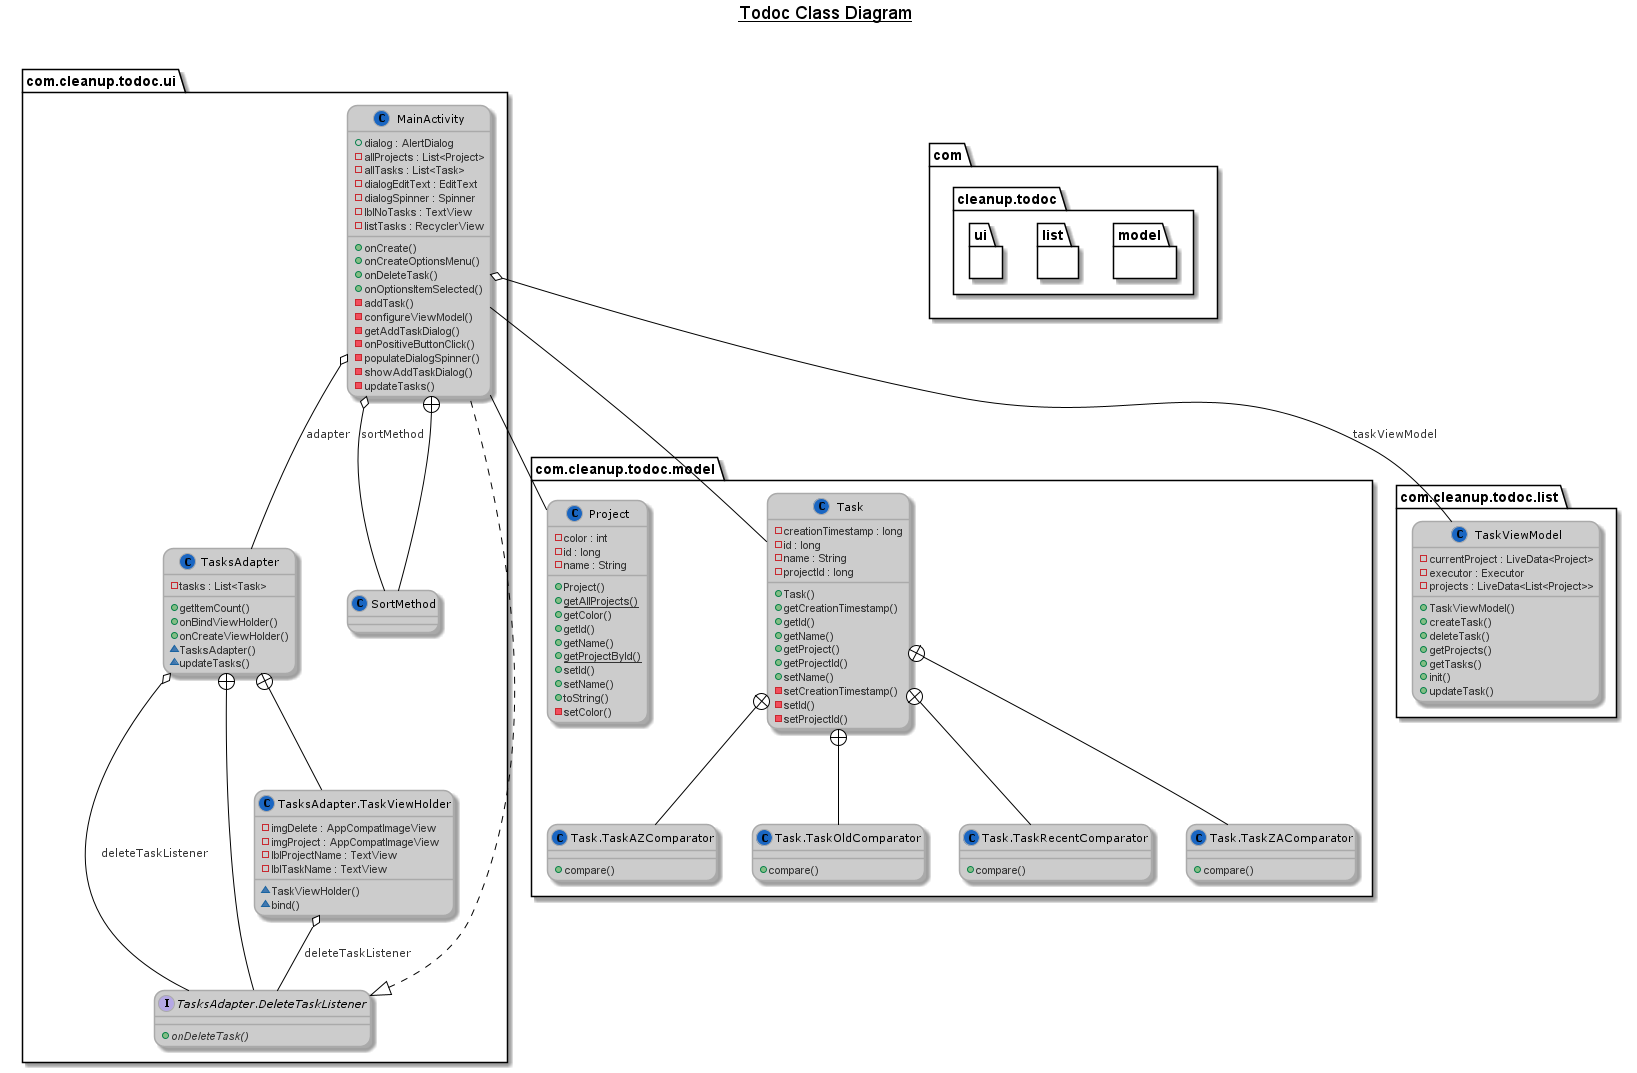 Todoc Class Diagram
com.cleanup.todoc.ui
C MainActivity
dialog : AlertDialog
allProjects : List<Project>
allTasks : List<Task>
dialogEditText : EditText
dialogSpinner : Spinner
lblNoTasks : TextView
listTasks : RecyclerView
onCreate()
onCreateOptionsMenu()
onDeleteTask()
onOptionsItemSelected()
addTask()
configureViewModel()
getAddTaskDialog()
onPositiveButtonClick()
populateDialogSpinner()
showAddTaskDialog()
updateTasks()
adapter
sortMethod
C TasksAdapter
tasks : List<Task>
getItemCount()
onBindViewHolder()
onCreateViewHolder()
TasksAdapter()
updateTasks()
C SortMethod
deleteTaskListener
C TasksAdapter.TaskViewHolder
imgDelete : AppCompatImageView
imgProject : AppCompatImageView
lblProjectName : TextView
lblTaskName : TextView
TaskViewHolder()
bind()
deleteTaskListener
I TasksAdapter.DeleteTaskListener
onDeleteTask()
com
cleanup.todoc
ui
list
model
taskViewModel
com.cleanup.todoc.model
C Project
color : int
id : long
name : String
Project()
getAllProjects()
getColor()
getId()
getName()
getProjectById()
setId()
setName()
toString()
setColor()
C Task
creationTimestamp : long
id : long
name : String
projectId : long
Task()
getCreationTimestamp()
getId()
getName()
getProject()
getProjectId()
setName()
setCreationTimestamp()
setId()
setProjectId()
C Task.TaskAZComparator
compare()
C Task.TaskOldComparator
compare()
C Task.TaskRecentComparator
compare()
C Task.TaskZAComparator
compare()
com.cleanup.todoc.list
C TaskViewModel
currentProject : LiveData<Project>
executor : Executor
projects : LiveData<List<Project>>
TaskViewModel()
createTask()
deleteTask()
getProjects()
getTasks()
init()
updateTask()